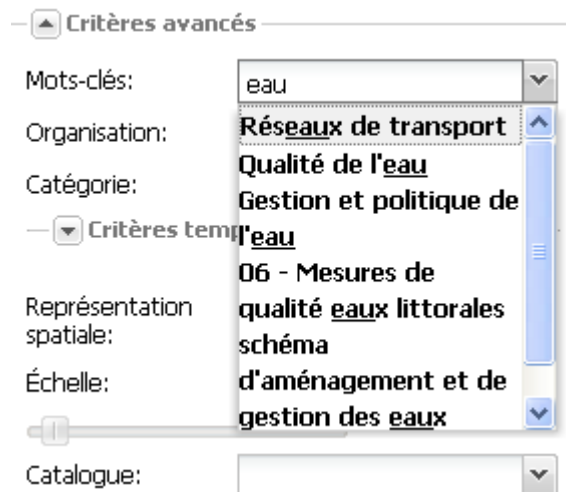 Critères avancés
Mots-clés:
eau
Organisation:
Réseaux de transport
Qualité de l'eau
Catégorie:
Gestion et politique de
l'eau
Critères temp
06 - Mesures de
qualité eaux littorales
Représentation
spatiale:
schéma
d'aménagement et de
gestion des eaux
Échelle:
Catalogue: